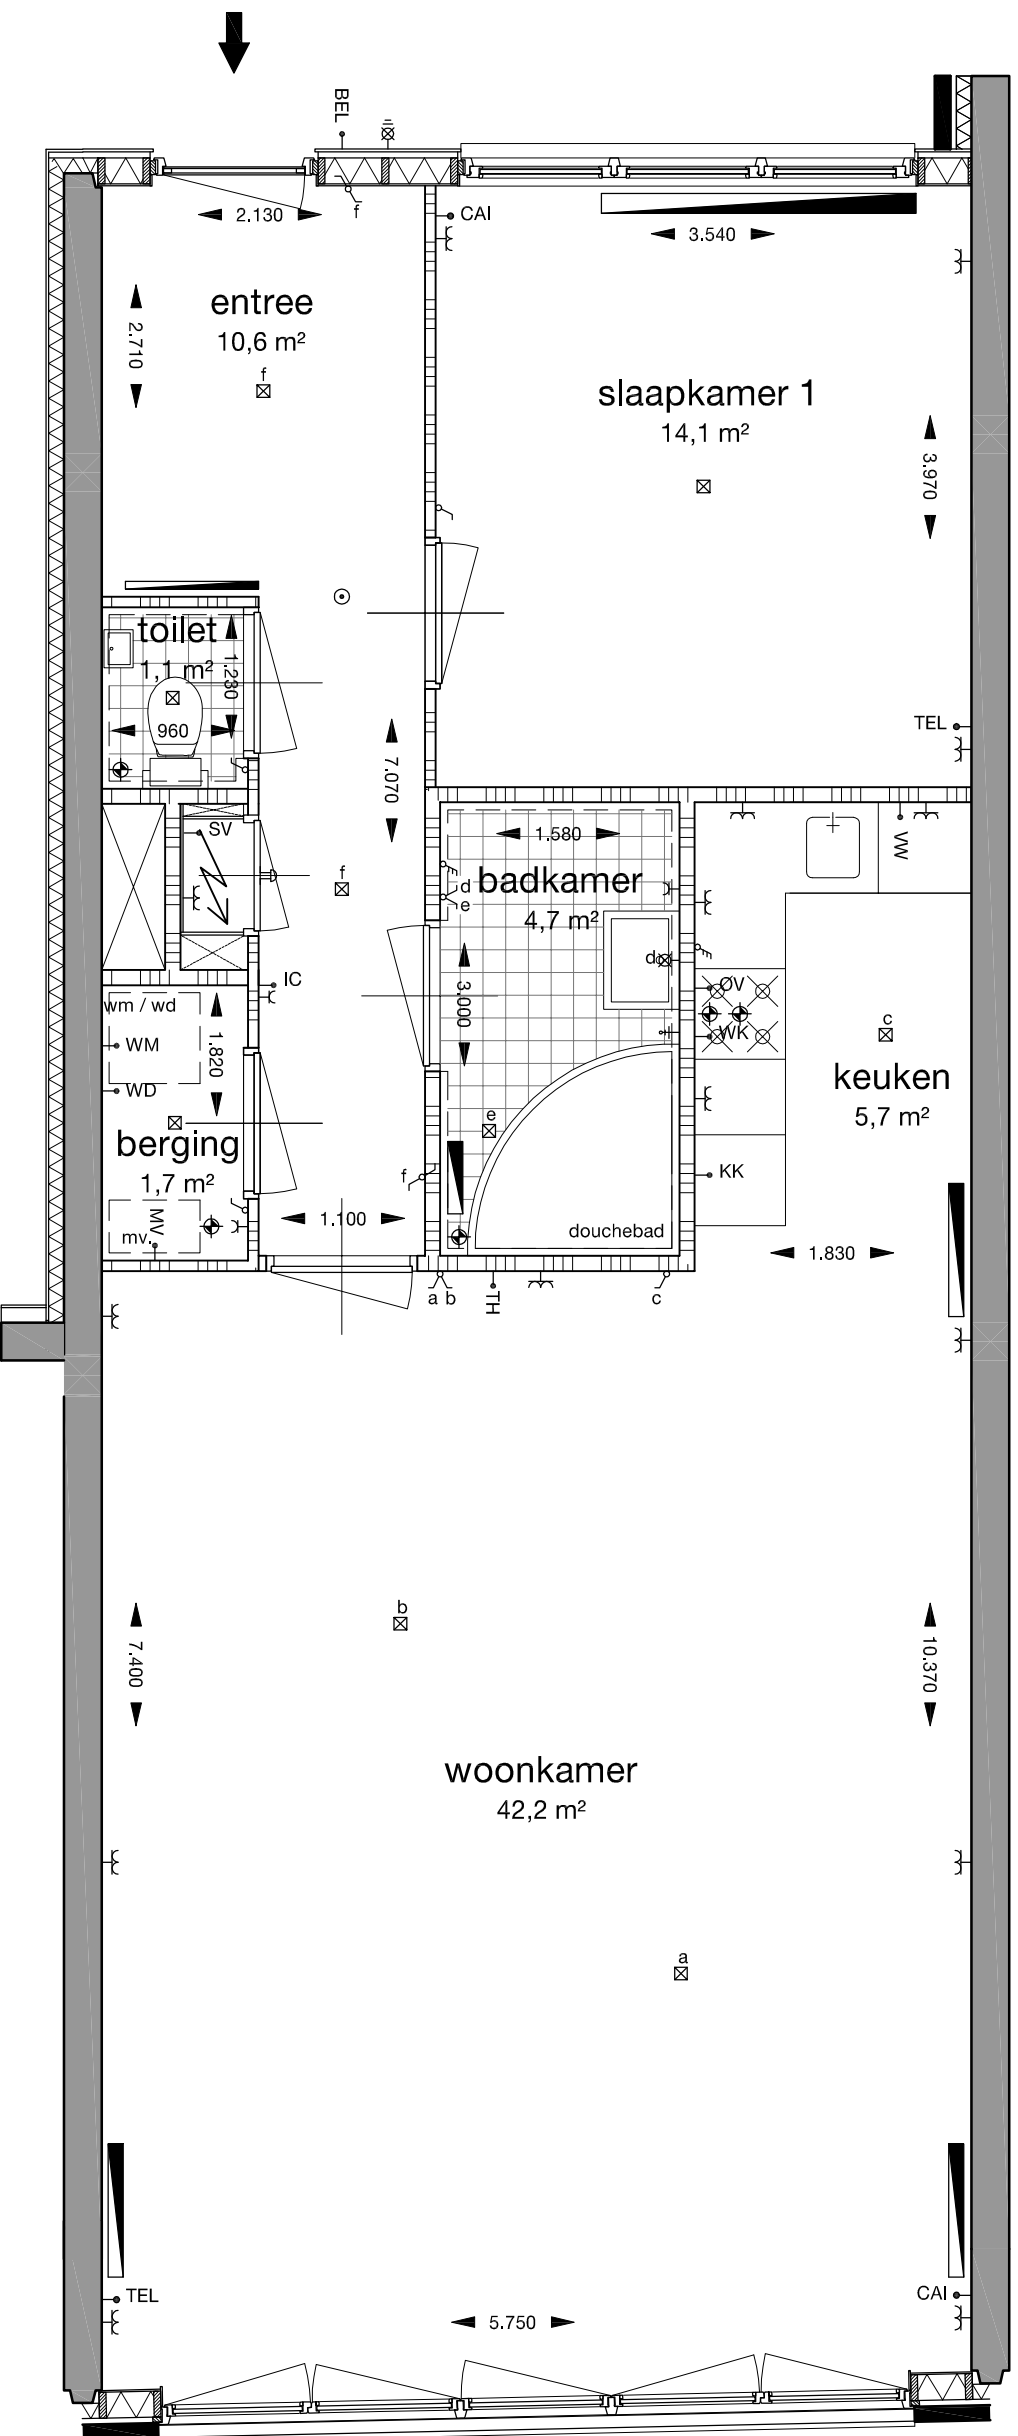 BEL
f
2.130
CAI
3.540
entree
10,6 m²
2.710
f
slaapkamer 1
14,1 m²
3.970
toilet
1,1 m²
1.230
960
TEL
7.070
SV
f
1.580
VW
d
e
badkamer
4,7 m²
d
3.000
IC
OV
WK
c
wm / wd
WM
1.820
WD
keuken
5,7 m²
e
berging
1,7 m²
f
KK
MV
mv.
1.100
douchebad
1.830
a b
TH
c
b
7.400
10.370
woonkamer
42,2 m²
a
TEL
CAI
5.750